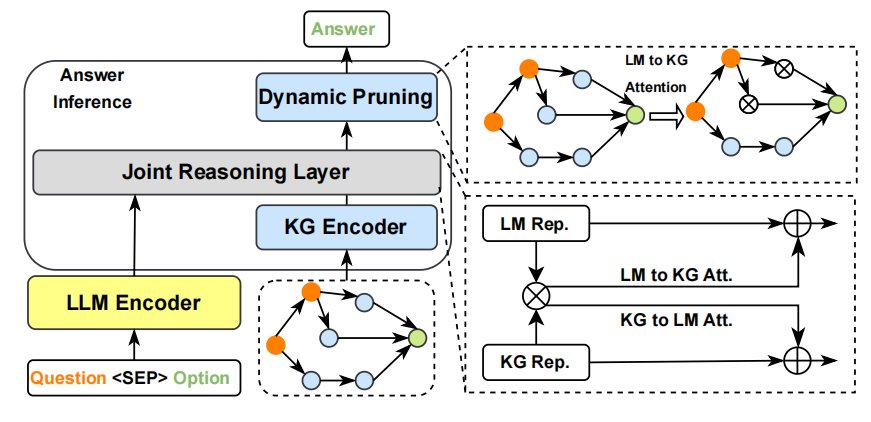 Answer
Answer
Inference
Dynamic Pruning
Joint Reasoning Layer
KG Encoder
LLM Encoder
Question <SEP> Option
LM to KG
Attention
LM Rep.
LM to KG Att.
KG to LM Att.
KG Rep.